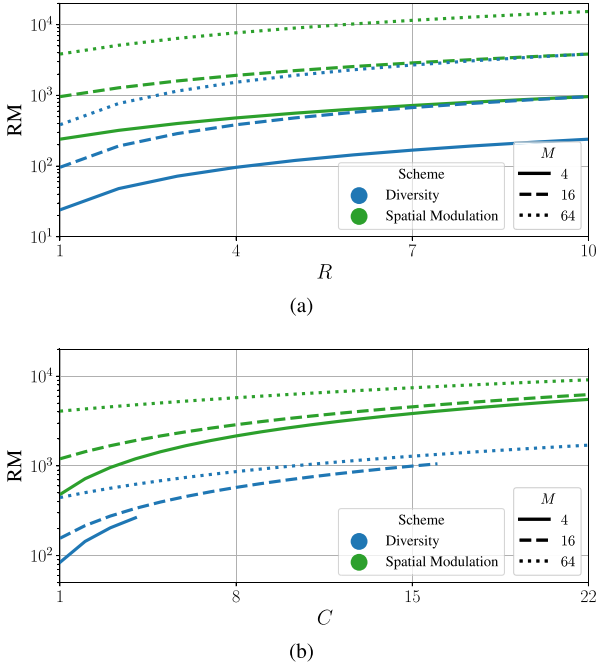 10^4
10^3
10^2
10^1
RM
1
4
7
10
R
Scheme
Diversity
Spatial Modulation
M
4
16
64
(a)
10^4
10^3
10^2
RM
1
8
15
22
C
Scheme
Diversity
Spatial Modulation
M
4
16
64
(b)